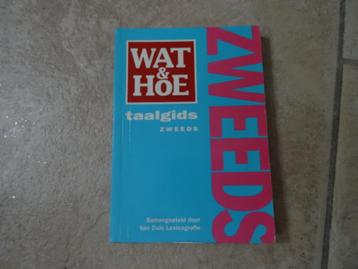 WAT
&
HOE
taalgids
ZWEEDS
ZWEEDS
Samengesteld door
Van Dale Lexicografie